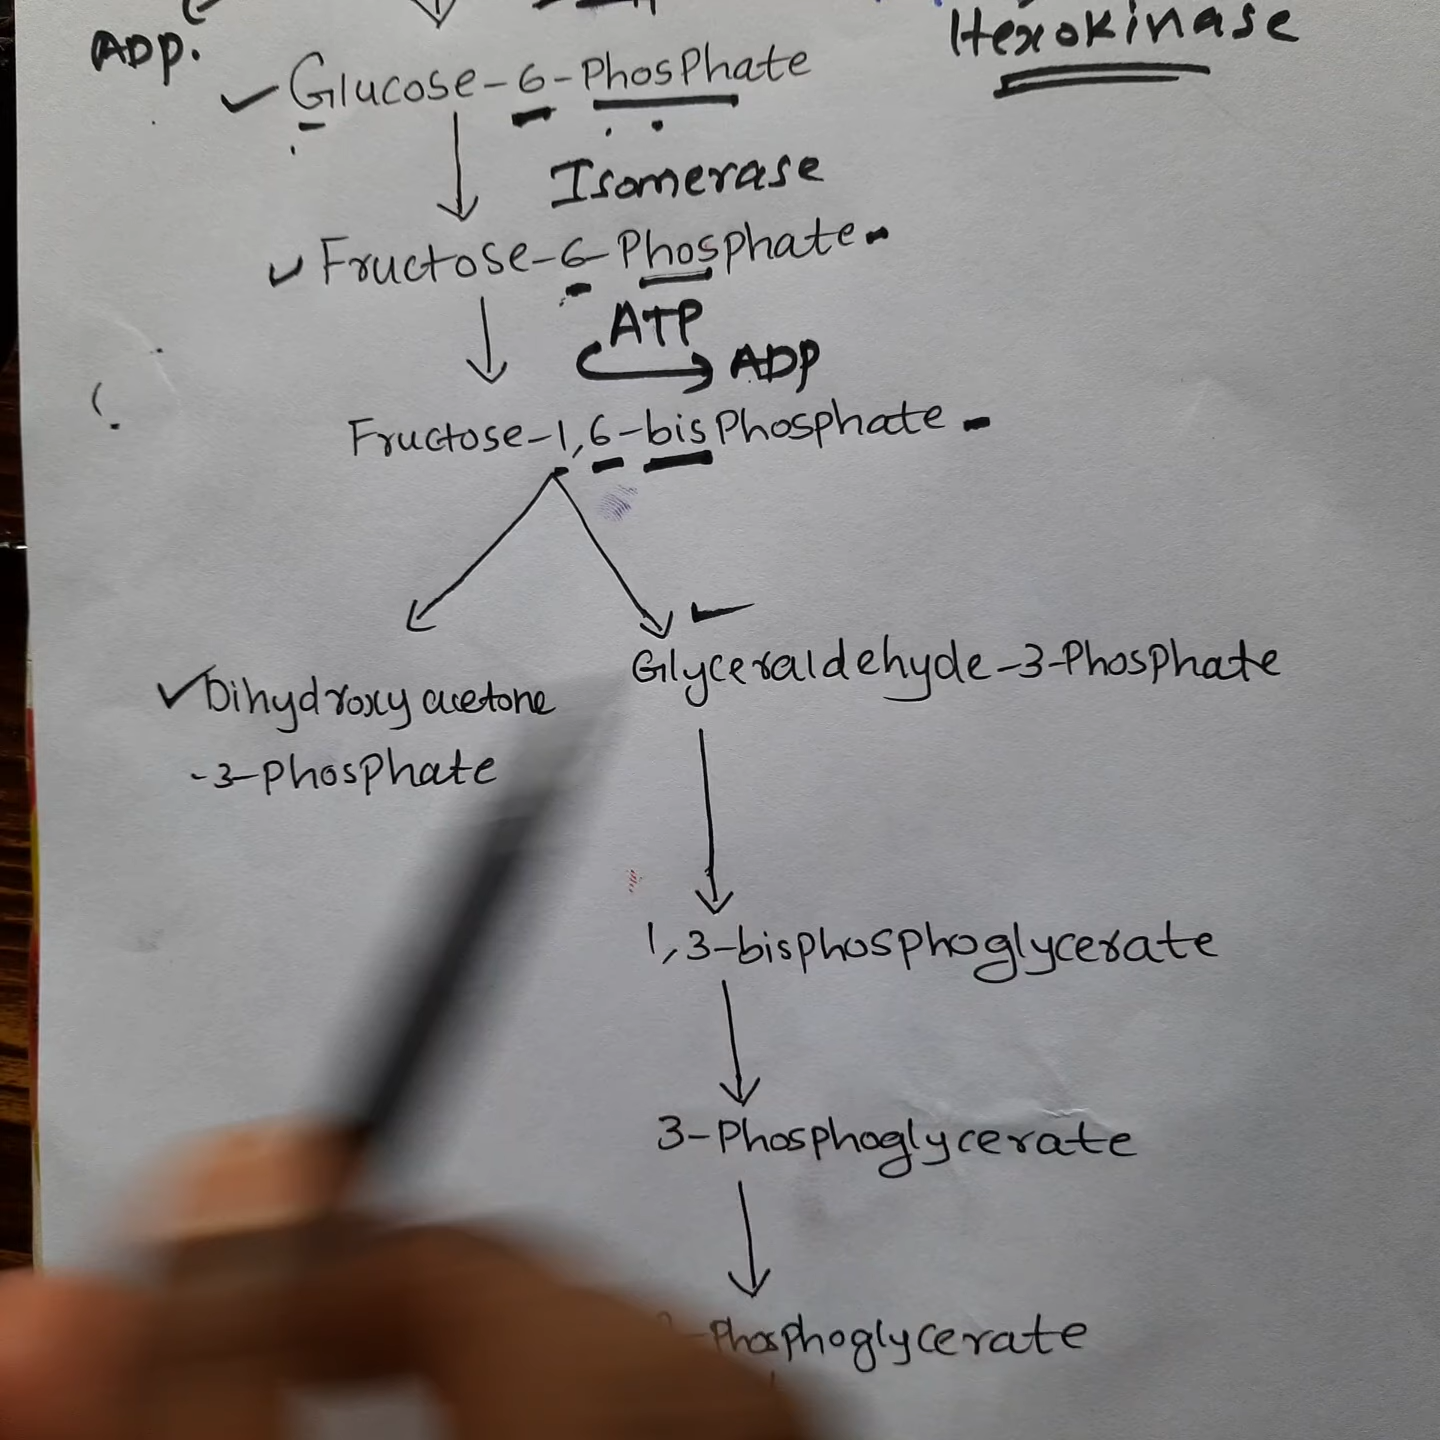 ADP.
Hexokinase
Glucose-6-Phosphate
Isomerase
Fructose-6-Phosphate
ATP
ADP
Fructose-1,6-bisPhosphate
Glyceraldehyde-3-Phosphate
Dihydroxy acetone
-3-Phosphate
1,3-bisphosphoglycerate
3-Phosphoglycerate
-Phosphoglycerate